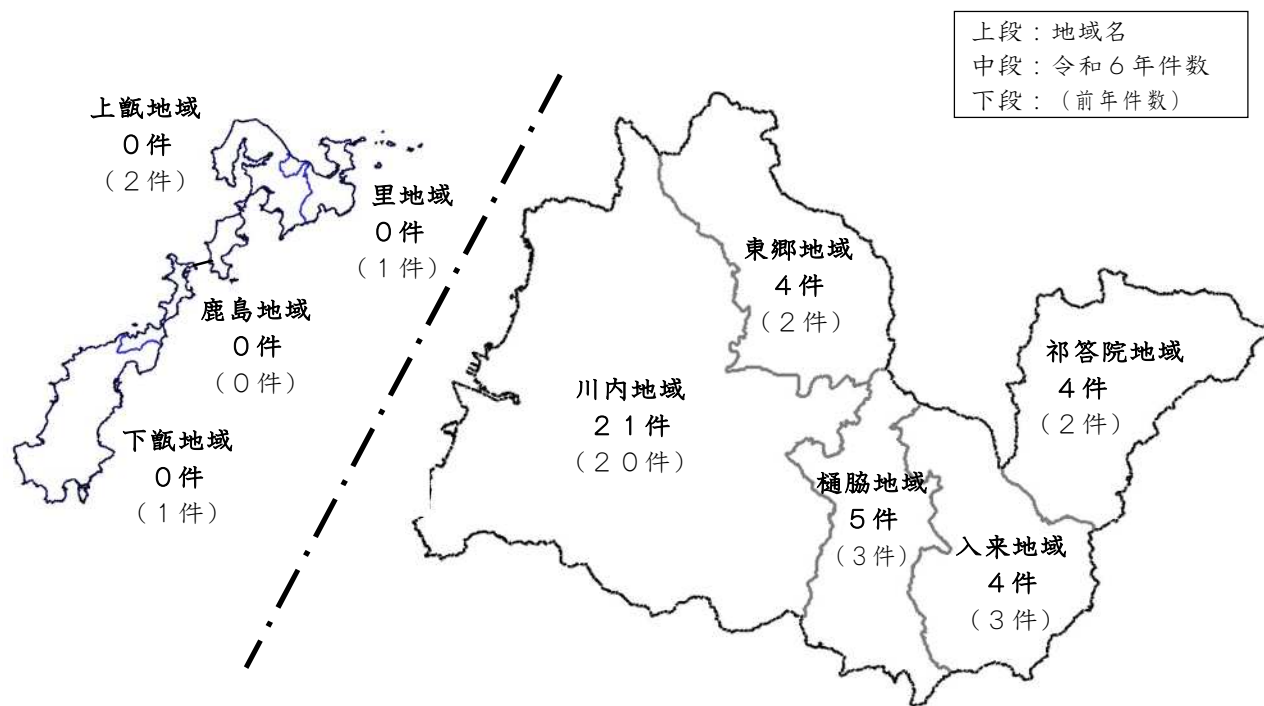 上段：地域名
中段：令和６年件数
下段：（前年件数）
上甑地域
０件
（２件）
里地域
０件
（１件）
鹿島地域
０件
（０件）
下甑地域
０件
（１件）
東郷地域
４件
（２件）
祁答院地域
４件
（２件）
川内地域
２１件
（２０件）
樋脇地域
５件
（３件）
入来地域
４件
（３件）